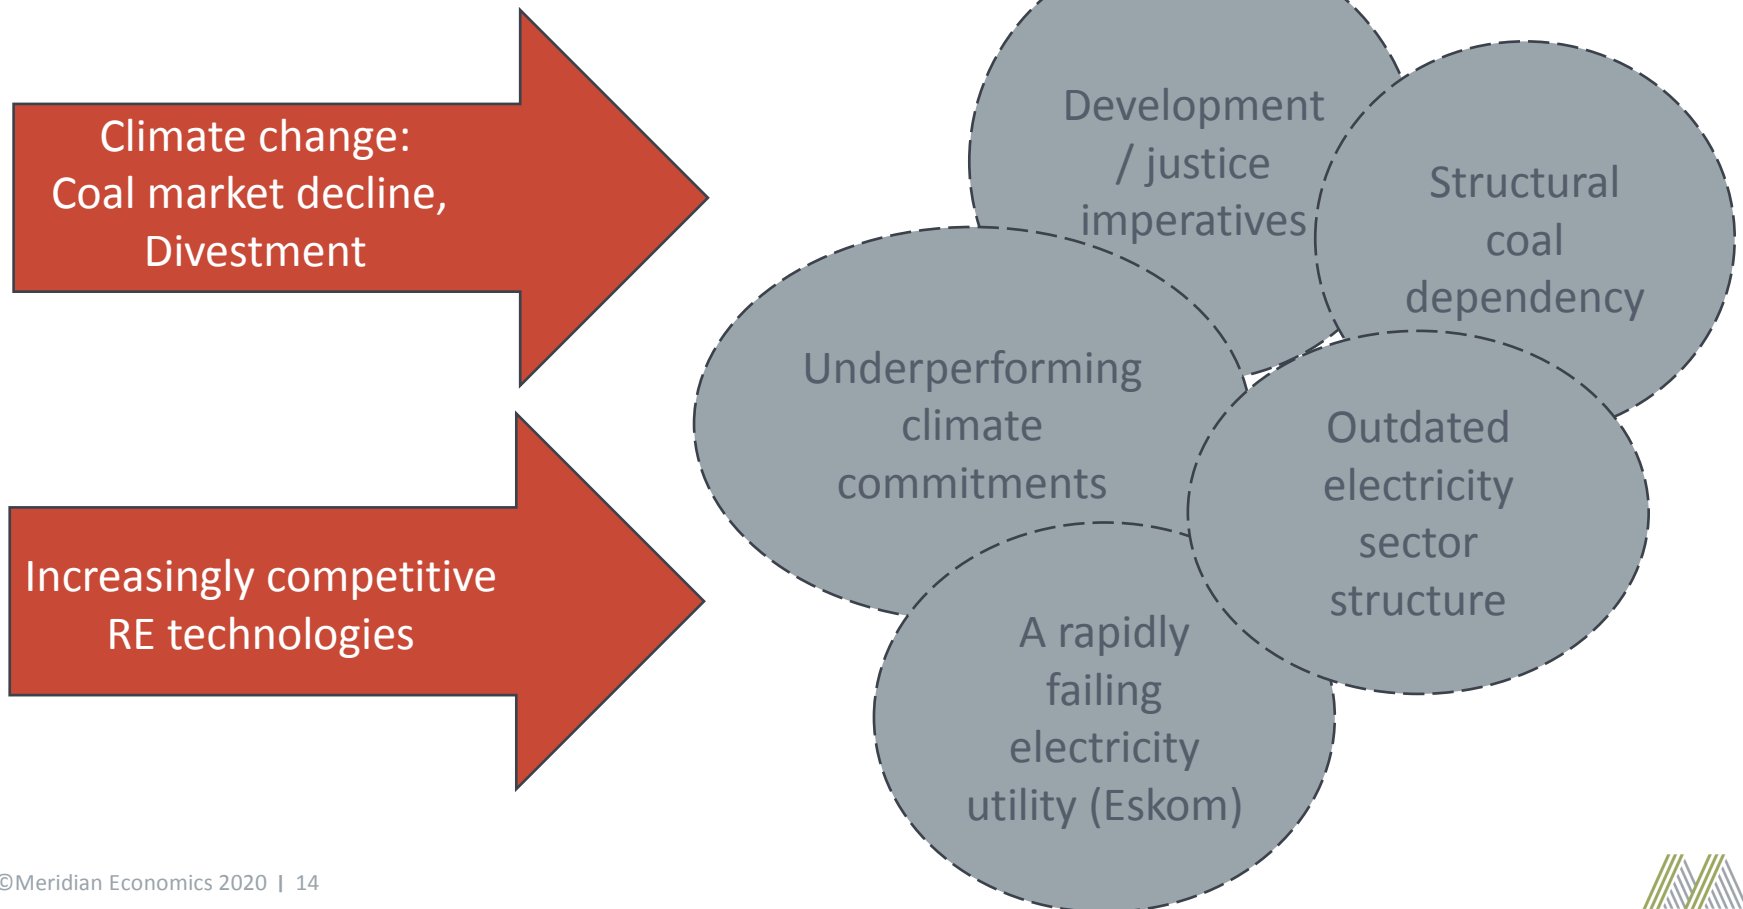 Climate change:
Coal market decline,
Divestment
Increasingly competitive
RE technologies
Development
/ justice
imperatives
Structural
coal
dependency
Underperforming
climate
commitments
Outdated
electricity
sector
structure
A rapidly
failing
electricity
utility (Eskom)
©Meridian Economics 2020 | 14